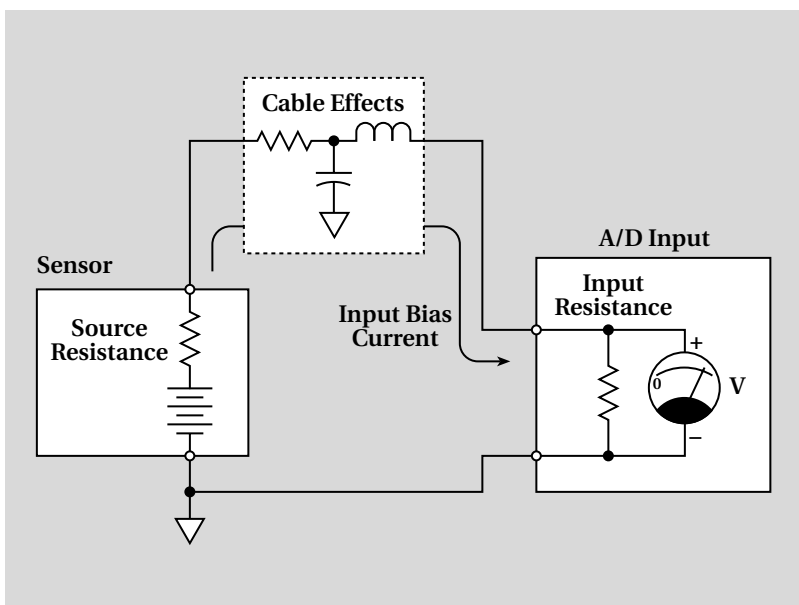 Cable Effects
A/D Input
Sensor
Input
Resistance
Source
Resistance
Input Bias
Current
+
0
V
−